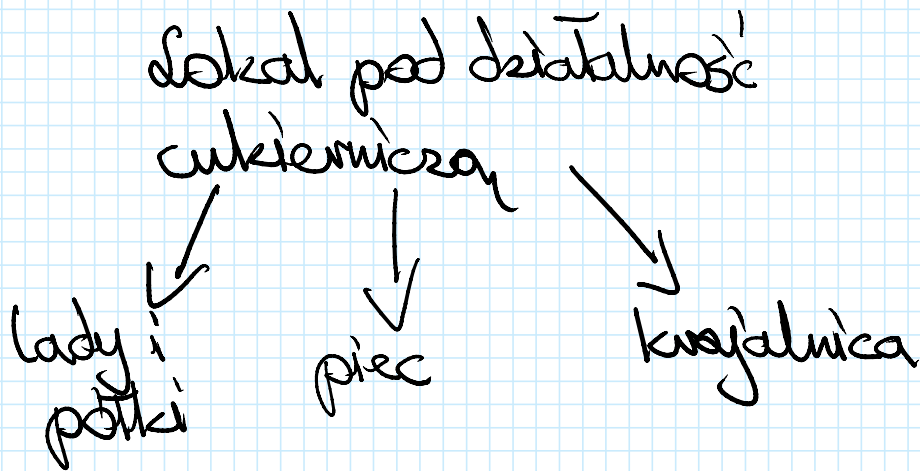 Lokal pod działalność
cukierniczą
lady i
półki
piec
krajalnica